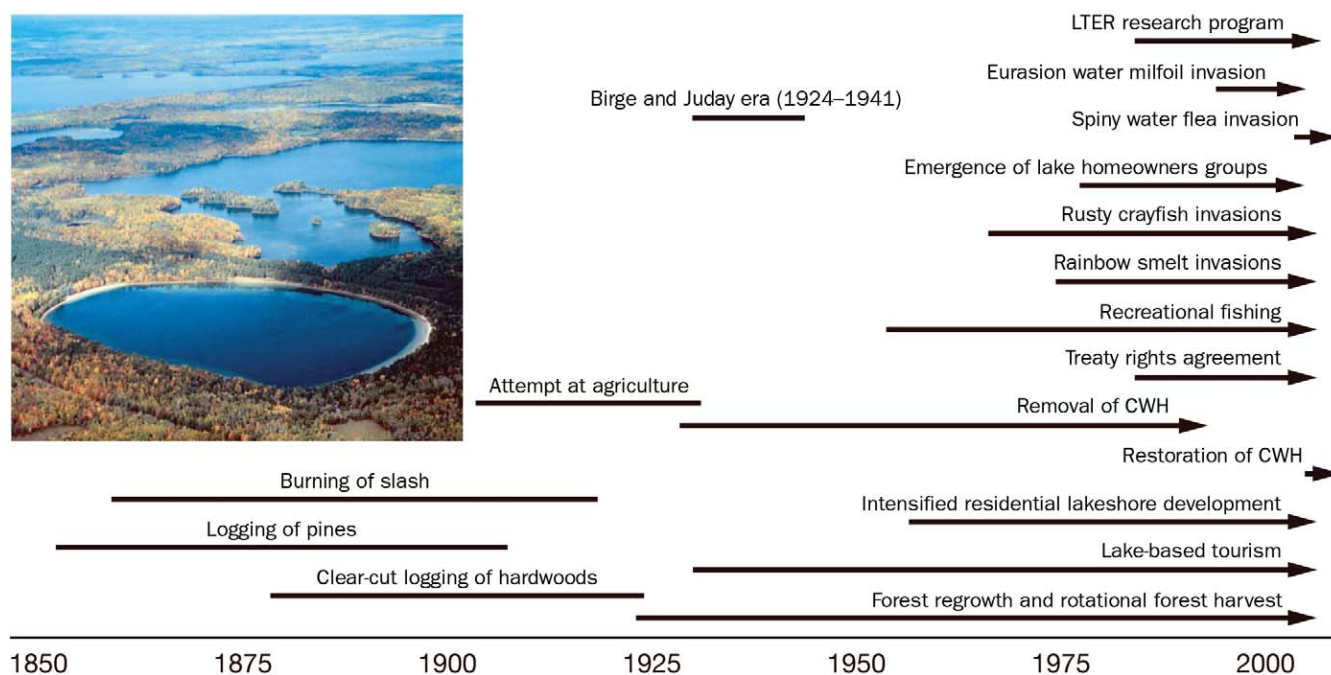 LTER research program
Eurasion water milfoil invasion
Birge and Juday era (1924–1941)
Spiny water flea invasion
Emergence of lake homeowners groups
Rusty crayfish invasions
Rainbow smelt invasions
Recreational fishing
Treaty rights agreement
Attempt at agriculture
Removal of CWH
Restoration of CWH
Burning of slash
Intensified residential lakeshore development
Logging of pines
Lake-based tourism
Clear-cut logging of hardwoods
Forest regrowth and rotational forest harvest
1850 1875 1900 1925 1950 1975 2000